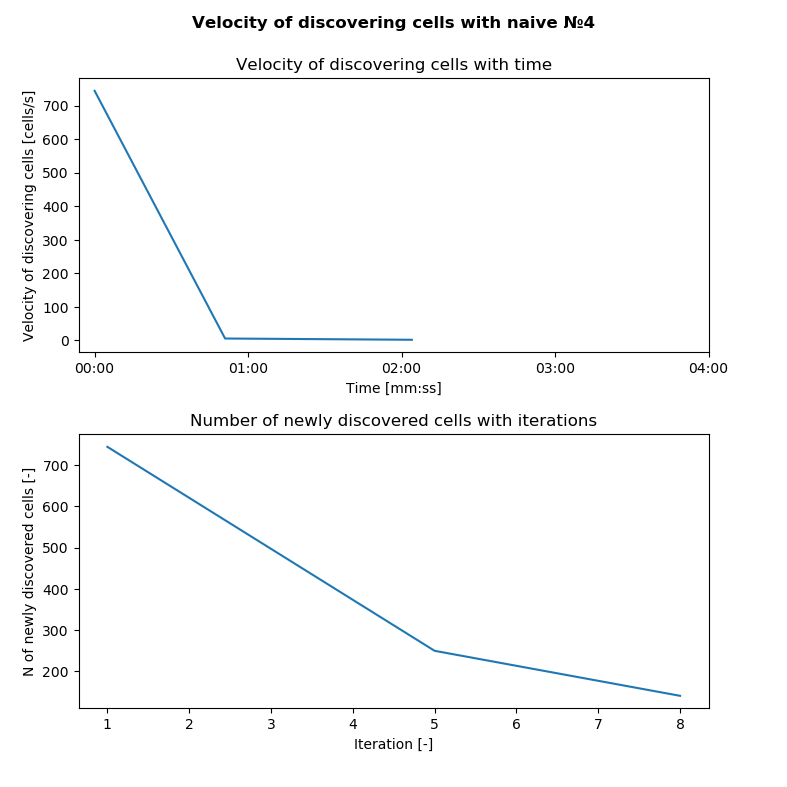 Velocity of discovering cells with naive №4
Velocity of discovering cells with time
Velocity of discovering cells [cells/s]
700
600
500
400
300
200
100
0
00:00 01:00 02:00 03:00 04:00
Time [mm:ss]
Number of newly discovered cells with iterations
N of newly discovered cells [-]
700
600
500
400
300
200
1 2 3 4 5 6 7 8
Iteration [-]